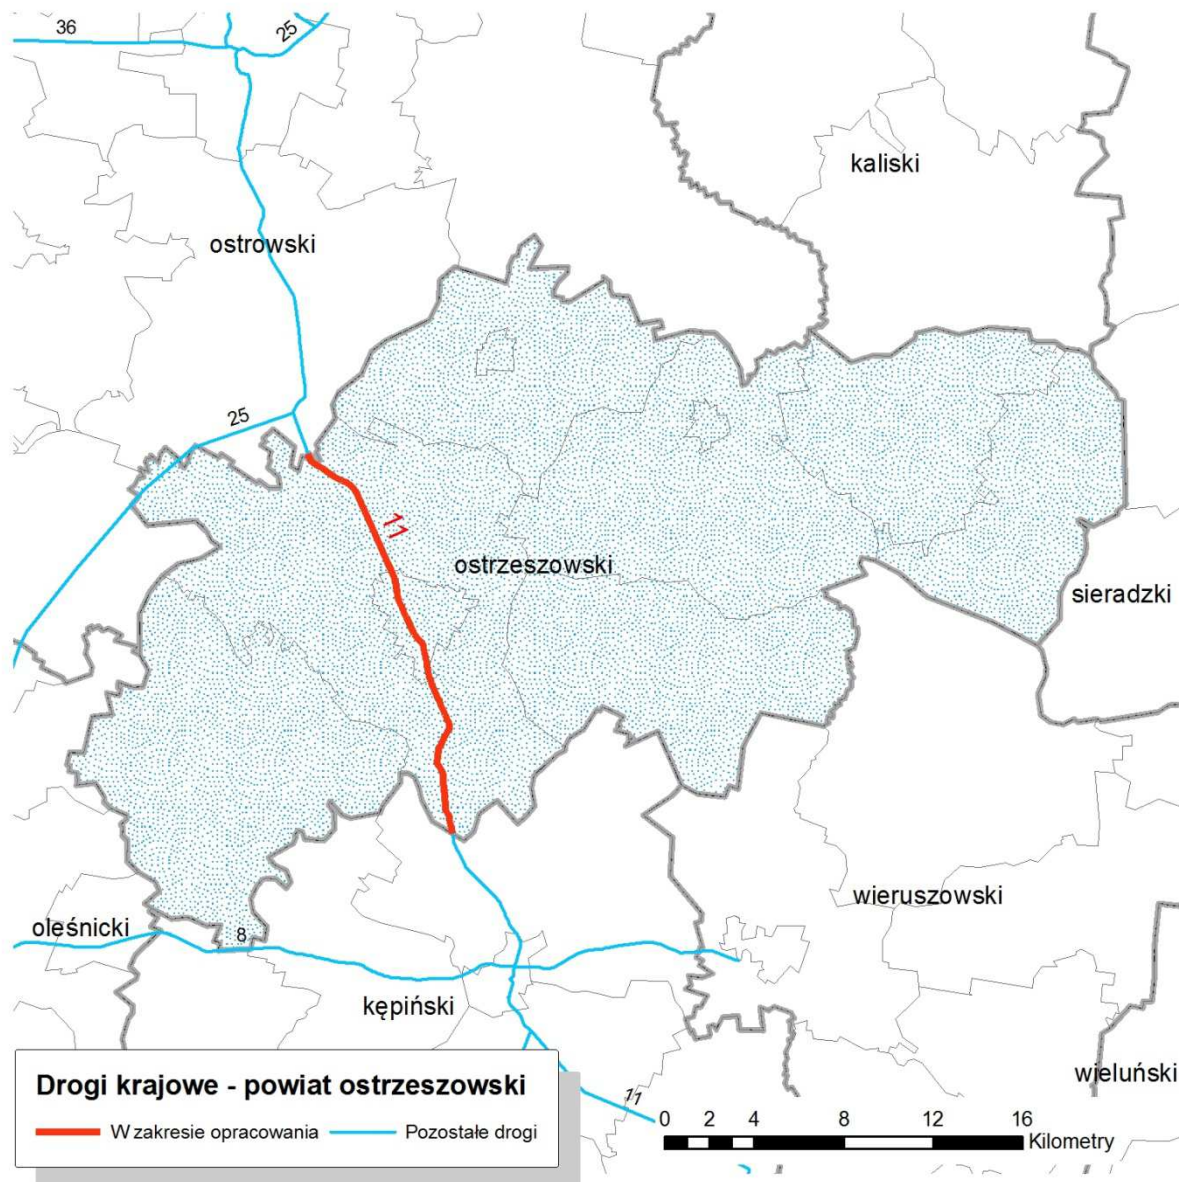 36
25
kaliski
ostrowski
25
11
ostrzeszowski
sieradzki
wieruszowski
oleśnicki
8
kępiński
wieluński
11
Drogi krajowe - powiat ostrzeszowski
W zakresie opracowania
Pozostałe drogi
0 2 4 8 12 16
Kilometry